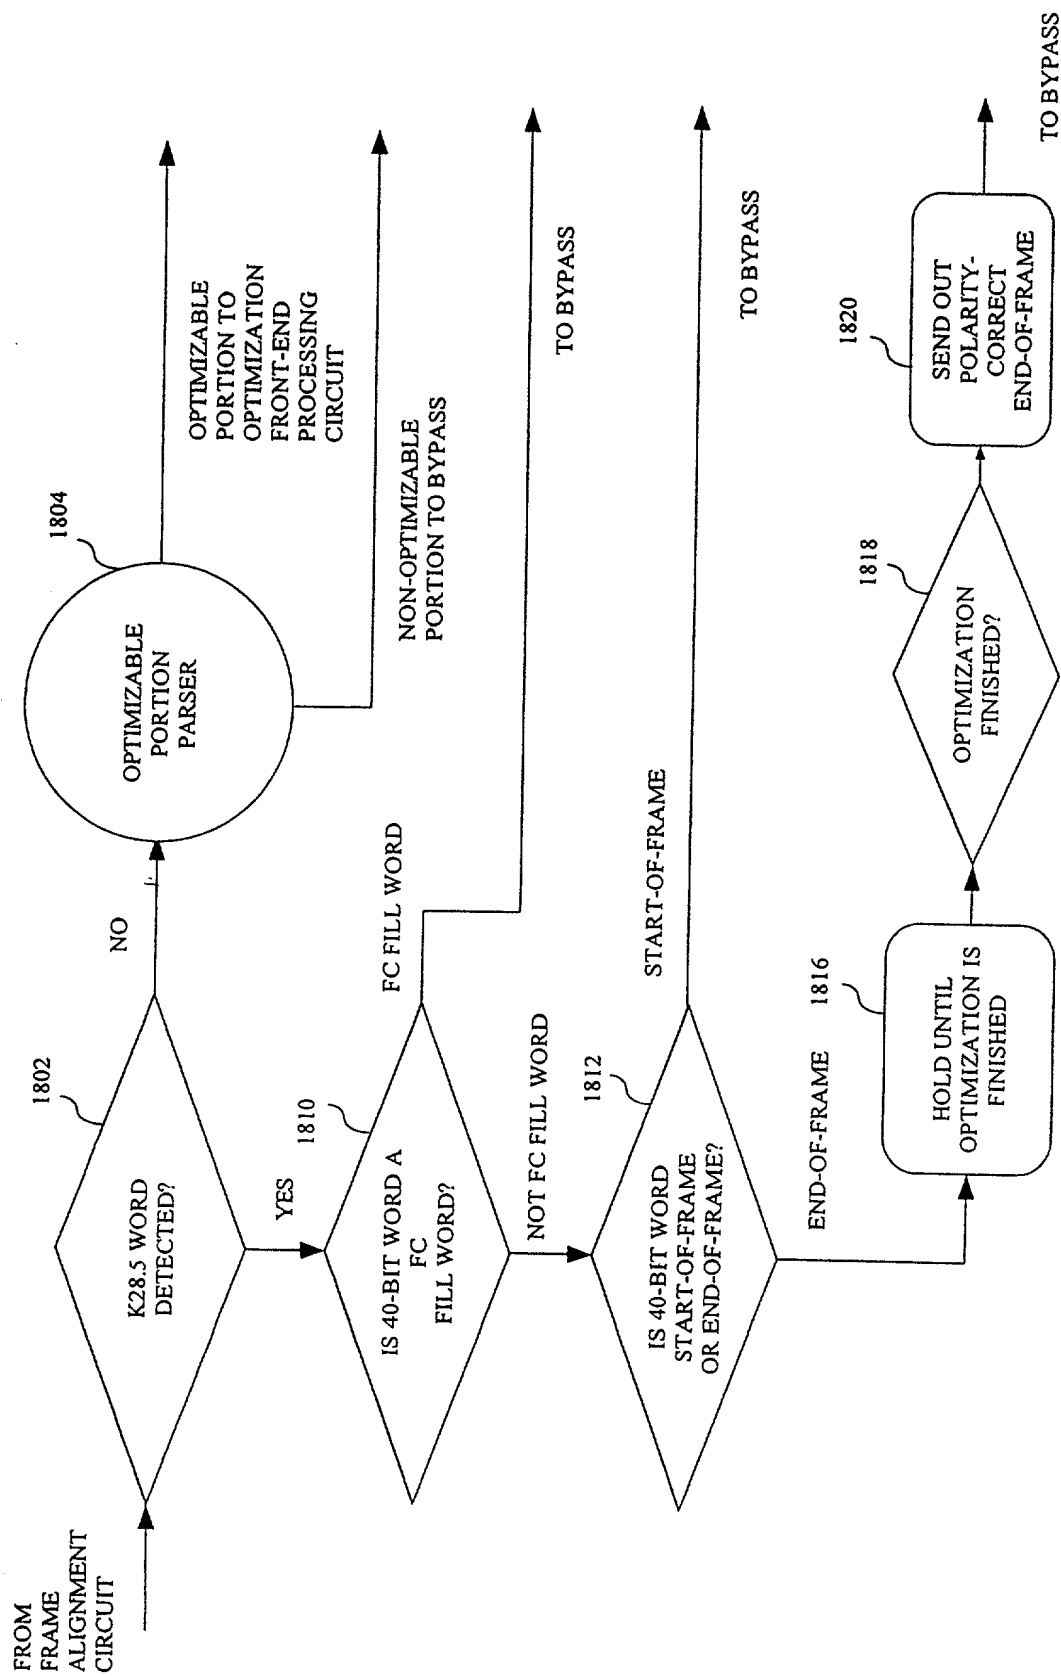 FROM
FRAME
ALIGNMENT
CIRCUIT
K28.5 WORD
DETECTED?
1802
NO
YES
OPTIMIZABLE
PORTION
PARSER
1804
OPTIMIZABLE
PORTION TO
OPTIMIZATION
FRONT-END
PROCESSING
CIRCUIT
NON-OPTIMIZABLE
PORTION TO BYPASS
IS 40-BIT WORD A
FC
FILL WORD?
1810
FC FILL WORD
TO BYPASS
NOT FC FILL WORD
IS 40-BIT WORD
START-OF-FRAME
OR END-OF-FRAME?
1812
START-OF-FRAME
TO BYPASS
END-OF-FRAME
HOLD UNTIL
OPTIMIZATION IS
FINISHED
1816
OPTIMIZATION
FINISHED?
1818
SEND OUT
POLARITY-
CORRECT
END-OF-FRAME
1820
TO BYPASS